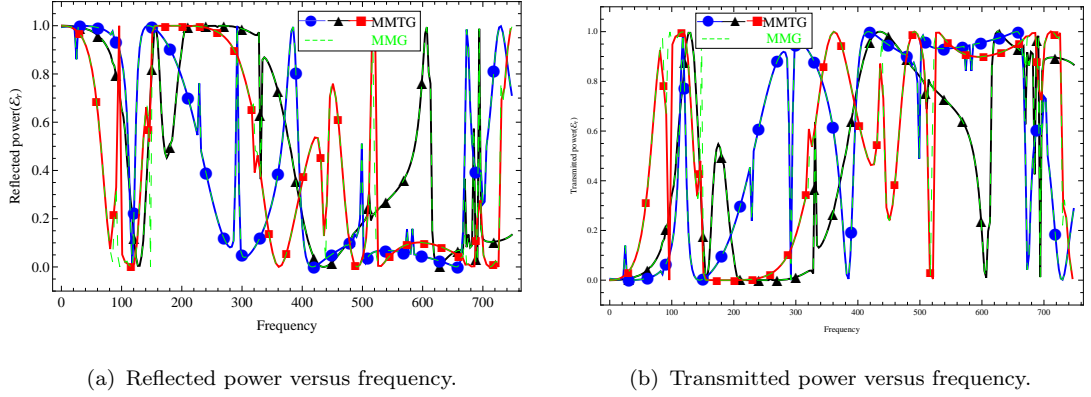 MMTG
MMG
Reflected power(ℰᵣ)
1.0
0.8
0.6
0.4
0.2
0.0
0 100 200 300 400 500 600 700
Frequency
MMTG
MMG
Transmitted power(ℰₜ)
1.0
0.8
0.6
0.4
0.2
0.0
0 100 200 300 400 500 600 700
Frequency
(a) Reflected power versus frequency.
(b) Transmitted power versus frequency.